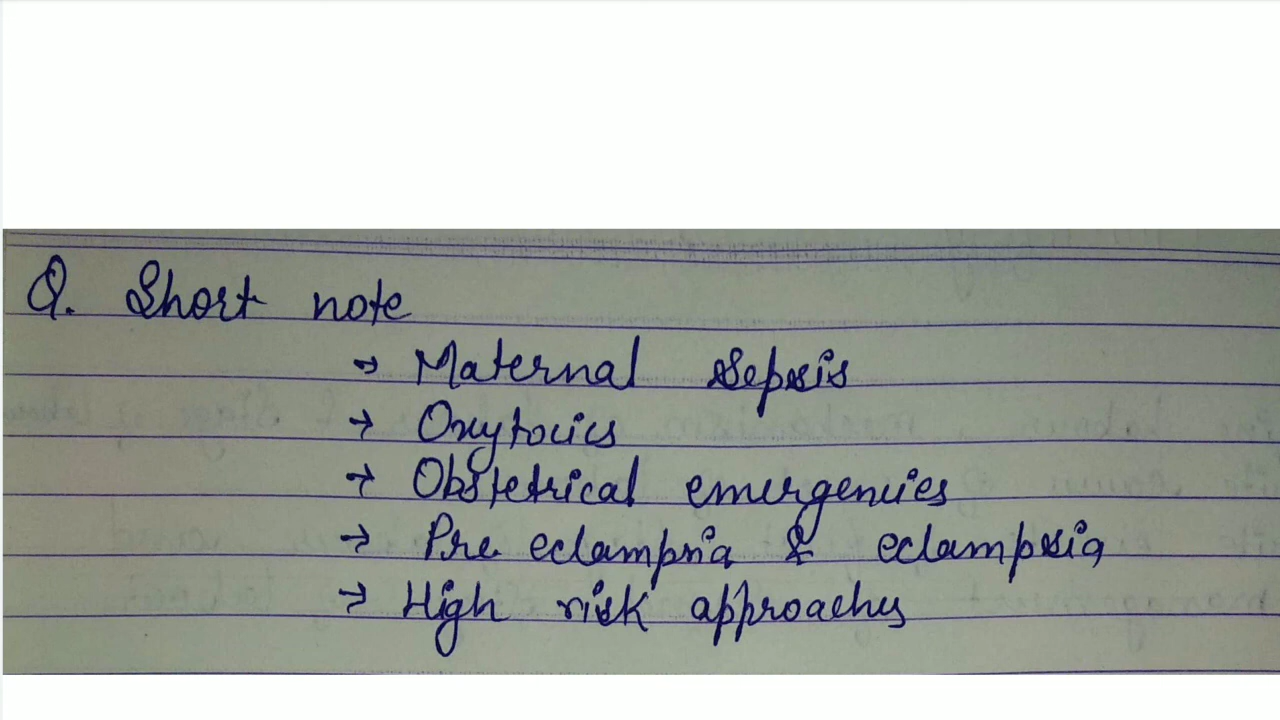 Q. Short note
→ Maternal sepsis
→ Oxytocics
→ Obstetrical emergencies
→ Pre eclampsia & eclampsia
→ High risk approaches